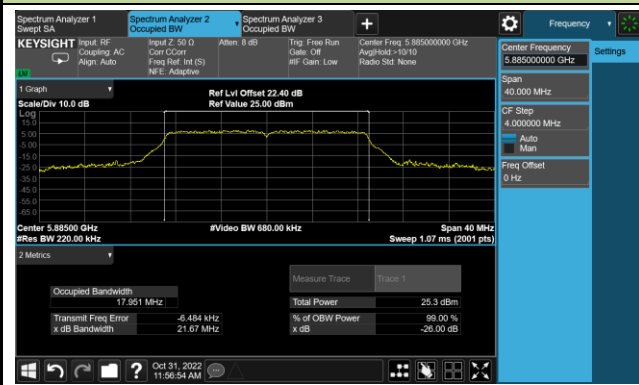 Spectrum Analyzer 1
Swept SA
Spectrum Analyzer 2
Occupied BW
Spectrum Analyzer 3
Occupied BW
+
Frequency
KEYSIGHT
Input: RF
Coupling: AC
Align: Auto
Input Z: 50 Ω
Corr CCorr
Freq Ref: Int (S)
NFE: Adaptive
Atten: 8 dB
Trig: Free Run
Gate: Off
#IF Gain: Low
Center Freq: 5.885000000 GHz
Avg|Hold:>10/10
Radio Std: None
LXI
Center Frequency
5.885000000 GHz
Settings
Span
40.000 MHz
CF Step
4.000000 MHz
Auto
Man
Freq Offset
0 Hz
1 Graph
Scale/Div 10.0 dB
Ref Lvl Offset 22.40 dB
Ref Value 25.00 dBm
Log
15.0
5.00
-5.00
-15.0
-25.0
-35.0
-45.0
-55.0
-65.0
Center 5.88500 GHz
#Res BW 220.00 kHz
#Video BW 680.00 kHz
Span 40 MHz
Sweep 1.07 ms (2001 pts)
2 Metrics
Measure Trace
Trace 1
Occupied Bandwidth
17.951 MHz
Total Power
25.3 dBm
Transmit Freq Error
-6.484 kHz
% of OBW Power
99.00 %
x dB Bandwidth
21.67 MHz
x dB
-26.00 dB
?
Oct 31, 2022
11:56:54 AM